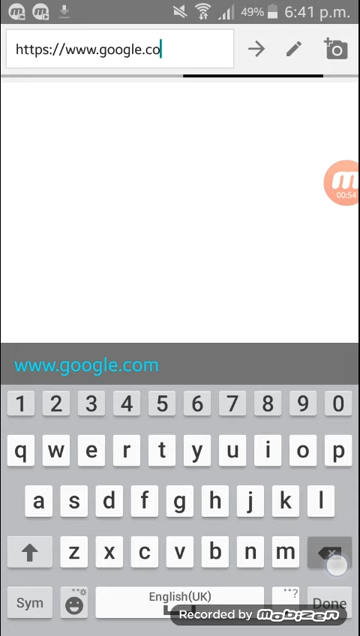 49% 6:41 p.m.
https://www.google.co
00:54
www.google.com
1 2 3 4 5 6 7 8 9 0
q w e r t y u i o p
a s d f g h j k l
z x c v b n m
Sym English(UK) Done
Recorded by mobizen